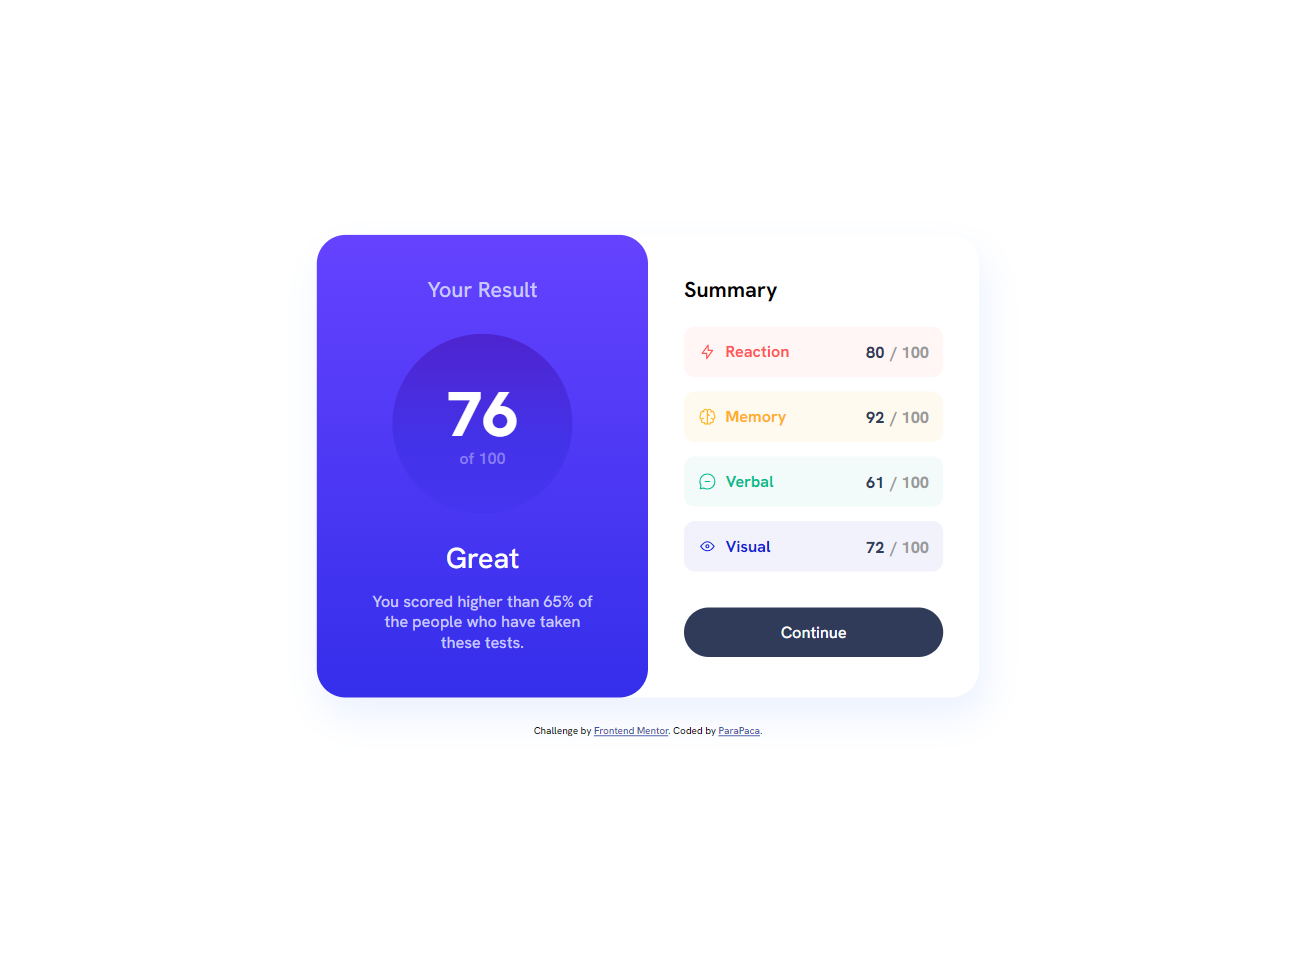 Your Result
76
of 100
Great
You scored higher than 65% of
the people who have taken
these tests.
Summary
Reaction 80 / 100
Memory 92 / 100
Verbal 61 / 100
Visual 72 / 100
Continue
Challenge by Frontend Mentor. Coded by ParaPaca.